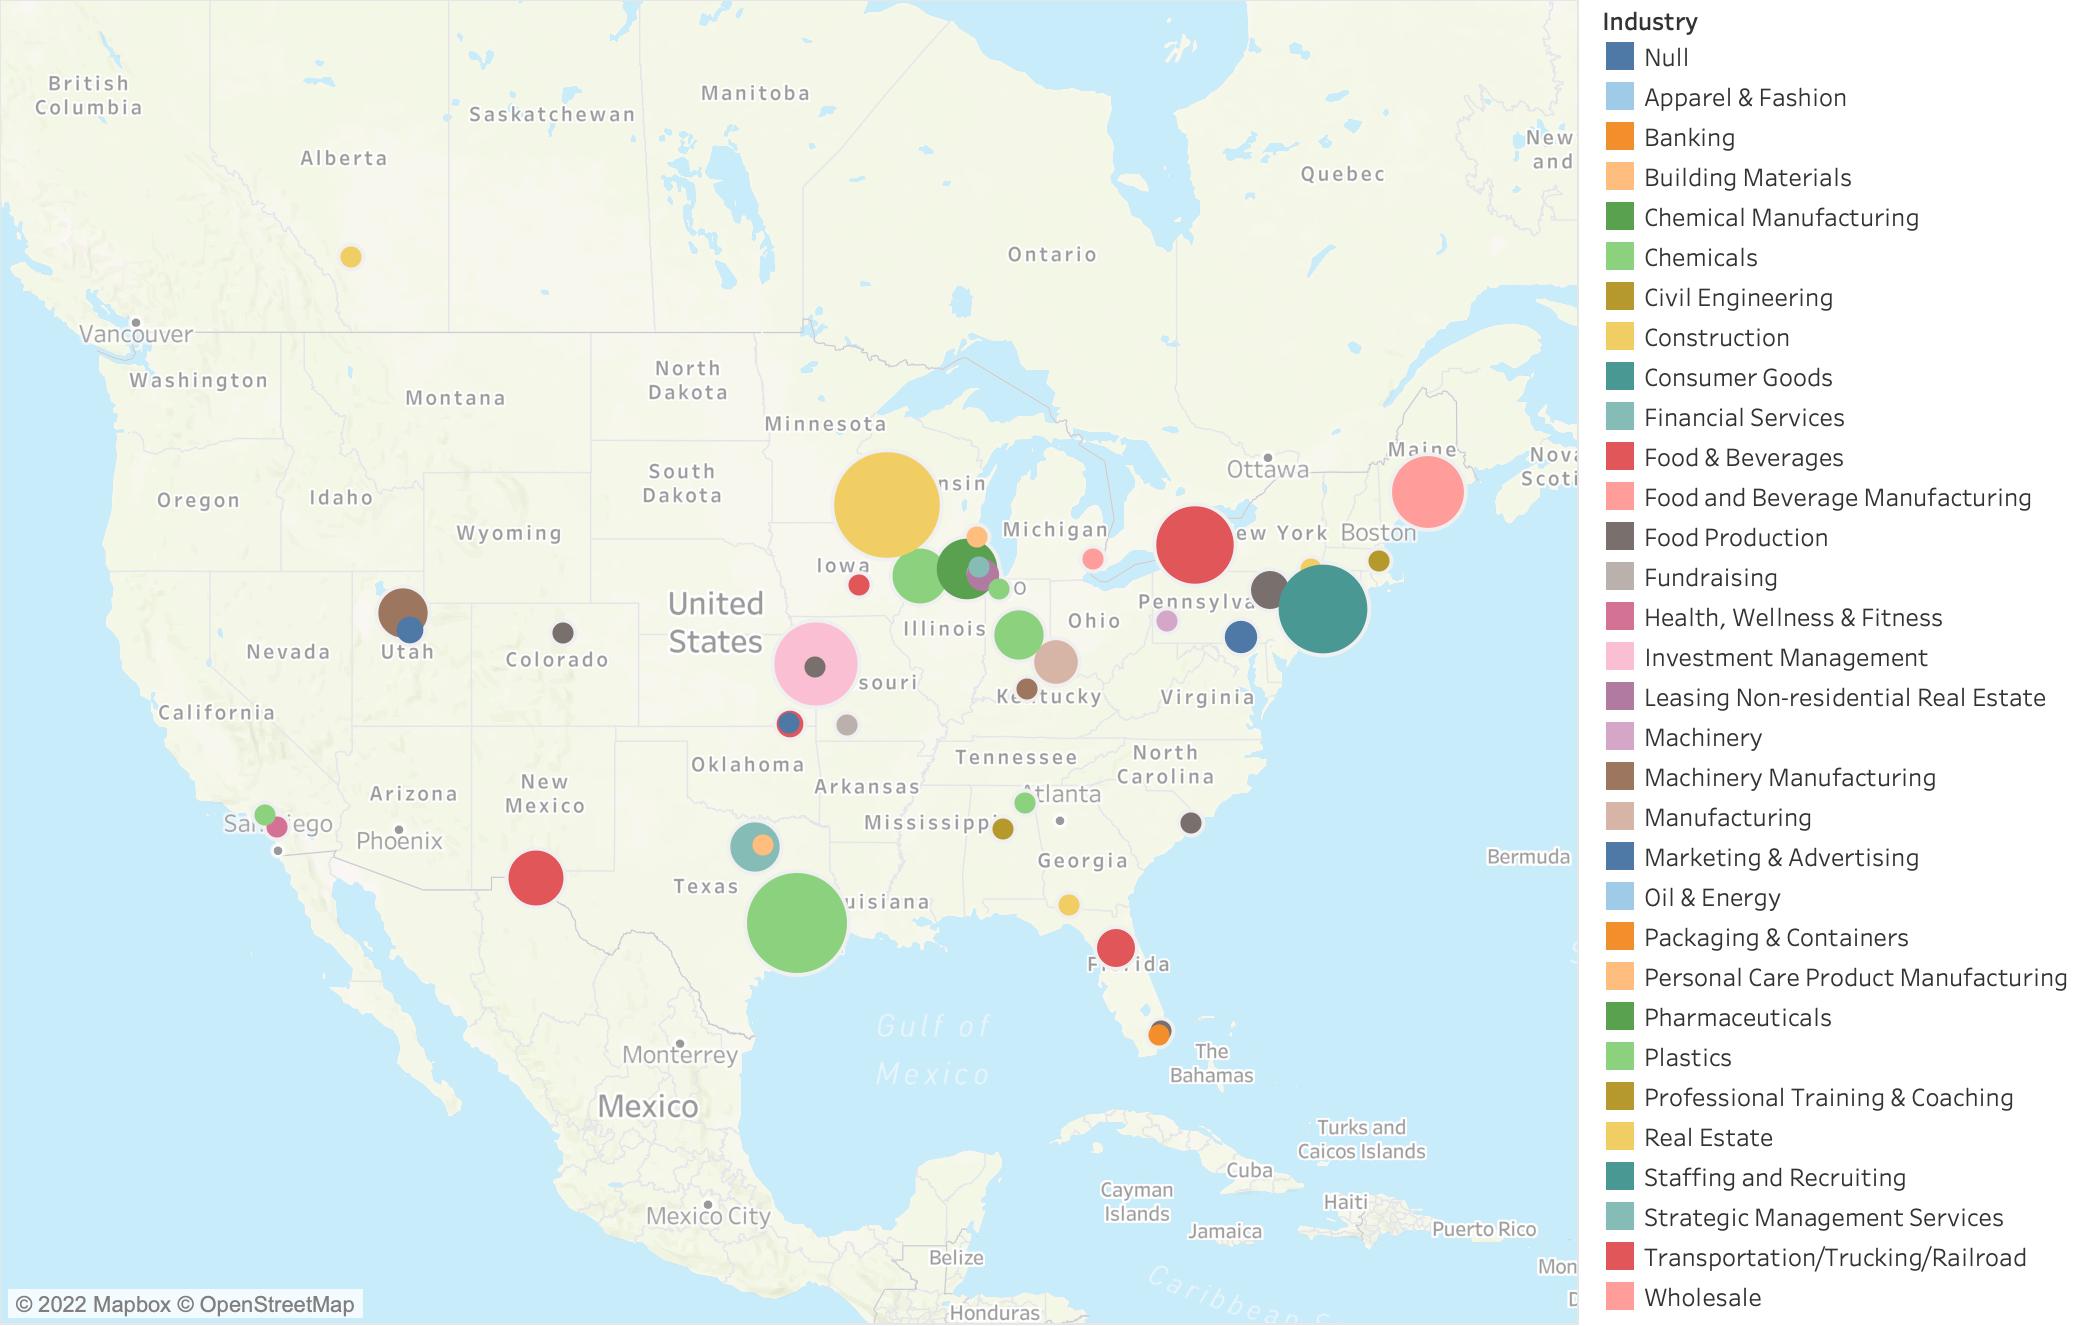 British
Columbia
Alberta
Saskatchewan
Manitoba
Ontario
Quebec
New
and
Vancouver
Washington
Montana
North
Dakota
Minnesota
Ottawa
Maine
Nova
Scoti
Oregon
Idaho
South
Dakota
nsin
Wyoming
Michigan
ew York
Boston
Iowa
United
States
O
Illinois
Ohio
Pennsylva
Nevada
Utah
Colorado
souri
Kentucky
Virginia
California
Oklahoma
Tennessee
North
Carolina
Arizona
New
Mexico
Arkansas
Atlanta
San Diego
Phoenix
Mississippi
Georgia
Bermuda
Texas
uisiana
Florida
Gulf of
Mexico
Monterrey
The
Bahamas
Mexico
Turks and
Caicos Islands
Cuba
Cayman
Islands
Haiti
Jamaica
Puerto Rico
Mexico City
Belize
Mon
Honduras
Caribbean S
© 2022 Mapbox © OpenStreetMap
Industry
Null
Apparel & Fashion
Banking
Building Materials
Chemical Manufacturing
Chemicals
Civil Engineering
Construction
Consumer Goods
Financial Services
Food & Beverages
Food and Beverage Manufacturing
Food Production
Fundraising
Health, Wellness & Fitness
Investment Management
Leasing Non-residential Real Estate
Machinery
Machinery Manufacturing
Manufacturing
Marketing & Advertising
Oil & Energy
Packaging & Containers
Personal Care Product Manufacturing
Pharmaceuticals
Plastics
Professional Training & Coaching
Real Estate
Staffing and Recruiting
Strategic Management Services
Transportation/Trucking/Railroad
Wholesale